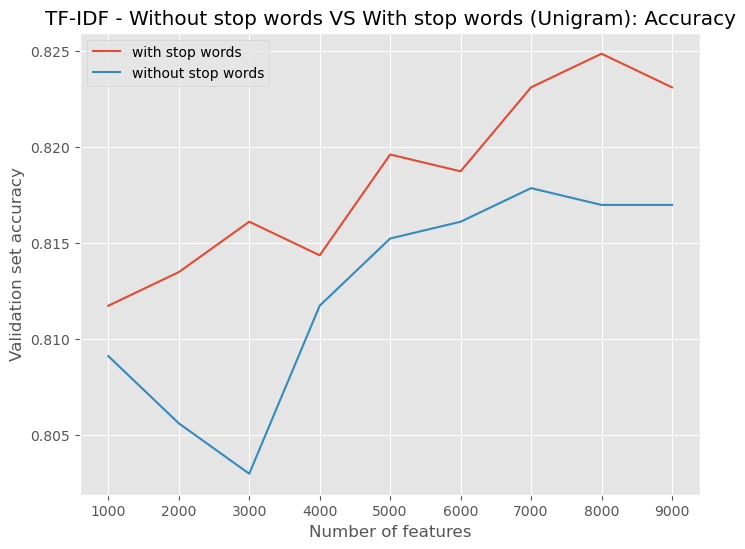 TF-IDF - Without stop words VS With stop words (Unigram): Accuracy
with stop words
without stop words
0.825
0.820
0.815
0.810
0.805
Validation set accuracy
1000 2000 3000 4000 5000 6000 7000 8000 9000
Number of features